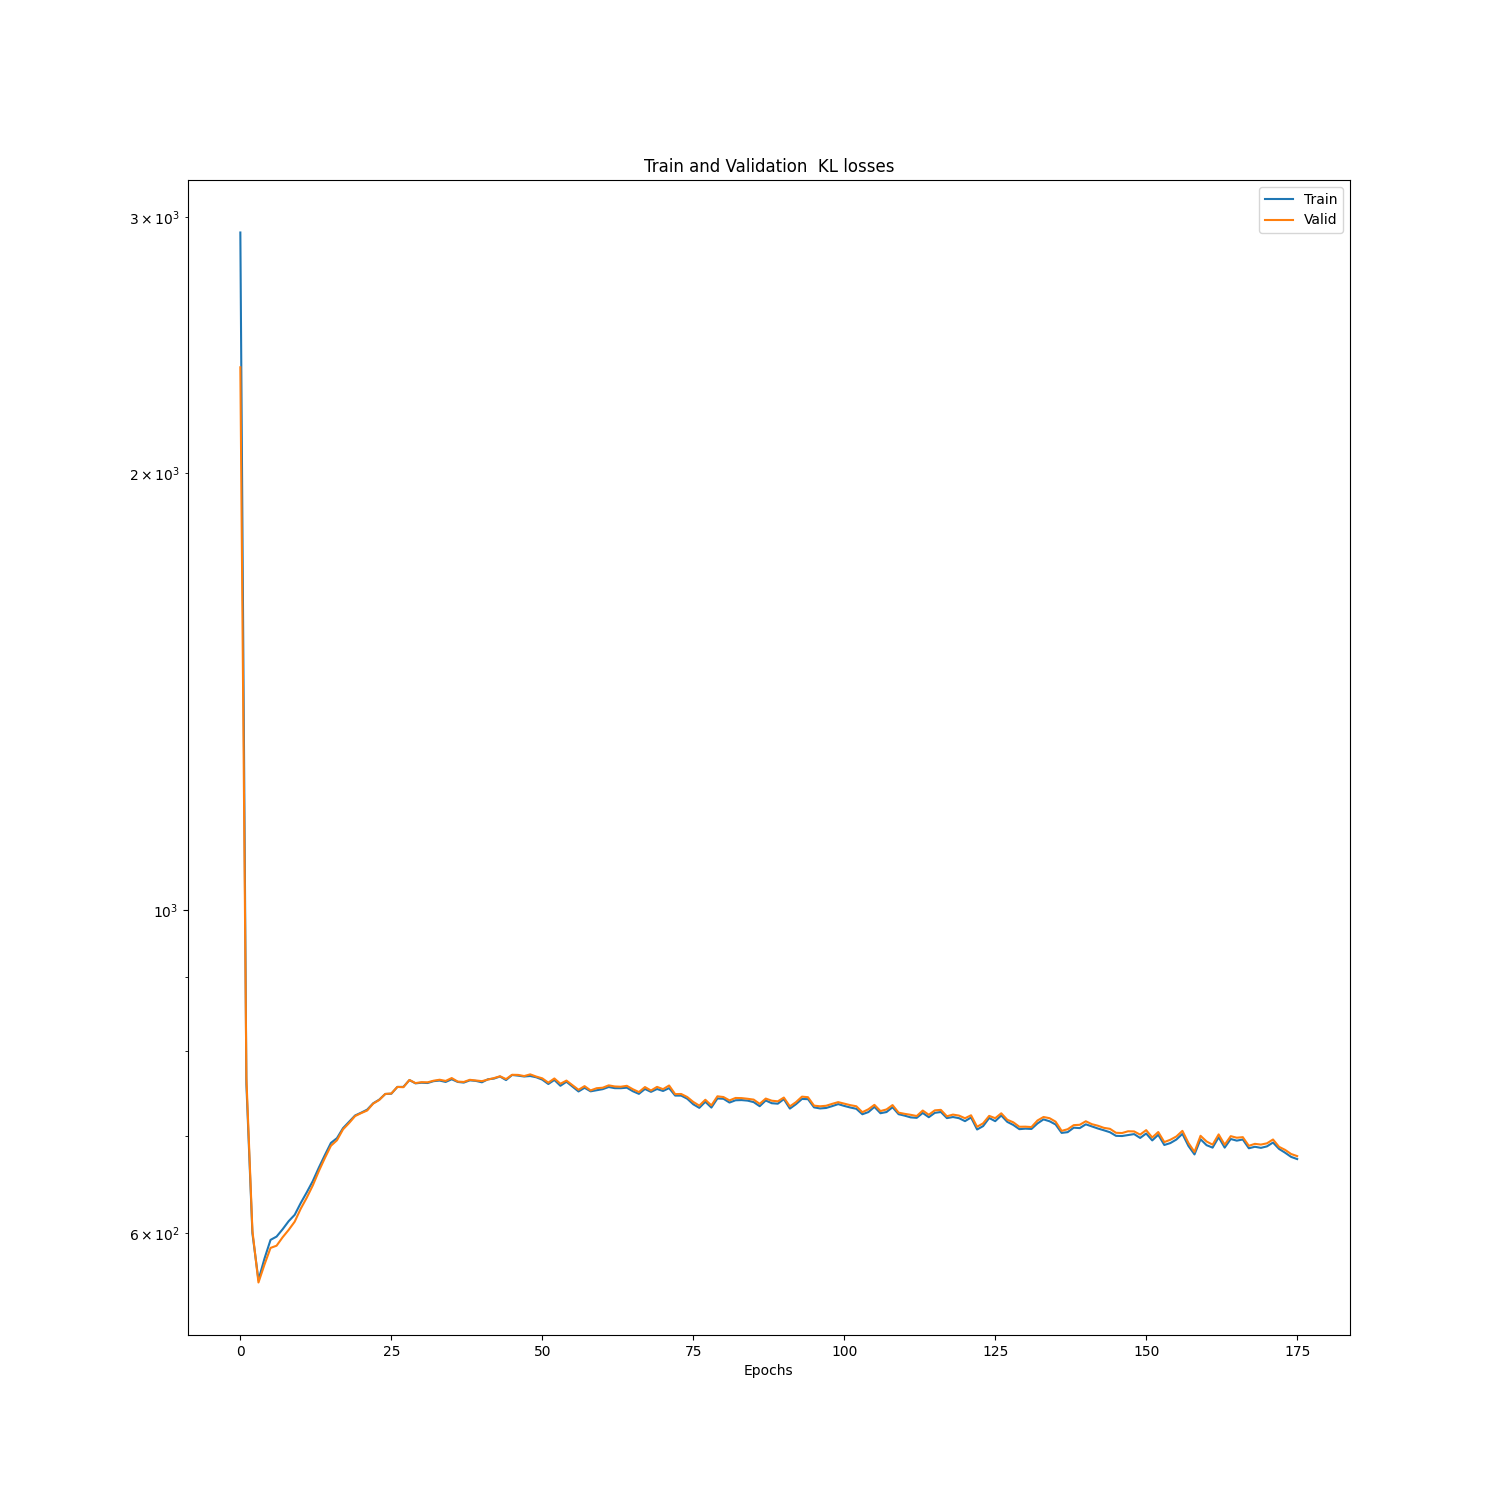 Train and Validation  KL losses
Train
Valid
3 × 10³
2 × 10³
10³
6 × 10²
0 25 50 75 100 125 150 175
Epochs